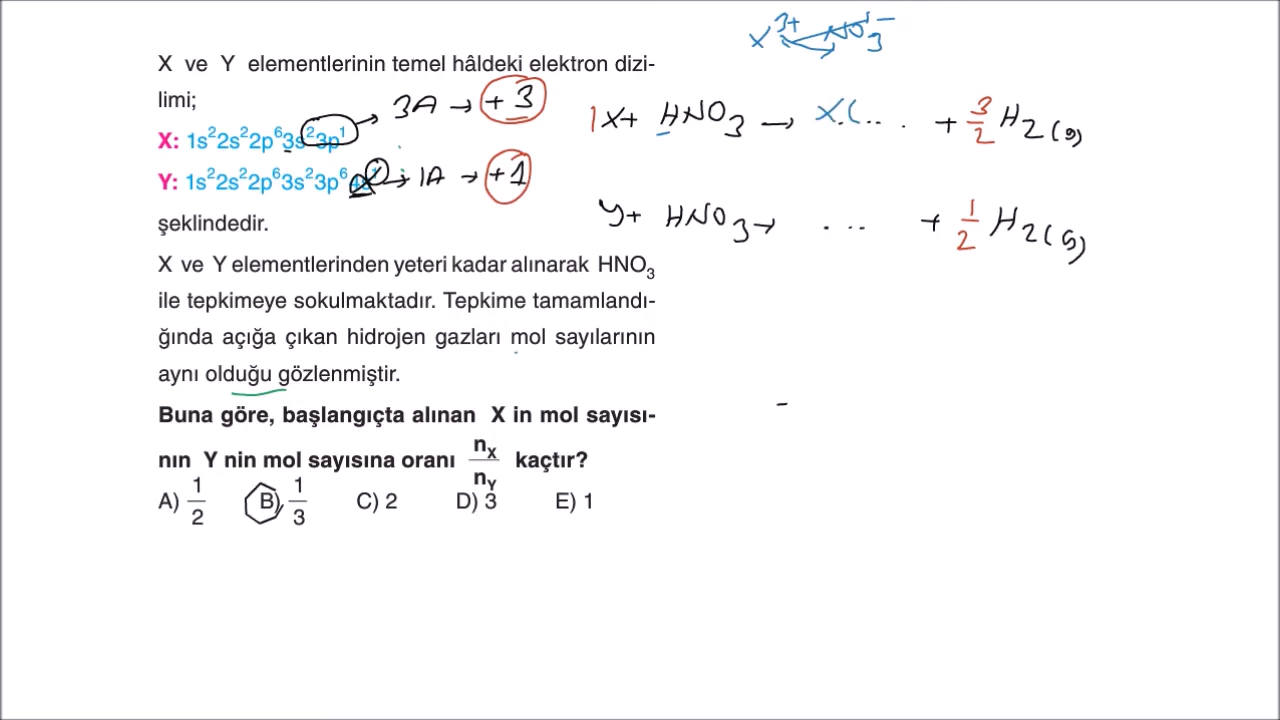 X ve Y elementlerinin temel hâldeki elektron dizi-
limi;
X: 1s²2s²2p⁶3s²3p¹
Y: 1s²2s²2p⁶3s²3p⁶
şeklindedir.
X ve Y elementlerinden yeteri kadar alınarak HNO₃
ile tepkimeye sokulmaktadır. Tepkime tamamlandı-
ğında açığa çıkan hidrojen gazları mol sayılarının
aynı olduğu gözlenmiştir.
Buna göre, başlangıçta alınan X in mol sayısı-
nın Y nin mol sayısına oranı nX/nY kaçtır?
A) 1/2 B) 1/3 C) 2 D) 3 E) 1
3A → +3
1A → +1
X³⁺ NO₃¹⁻
1X + HNO₃ → X(.. . + 3/2 H₂(g)
Y + HNO₃ → . .. + 1/2 H₂(g)